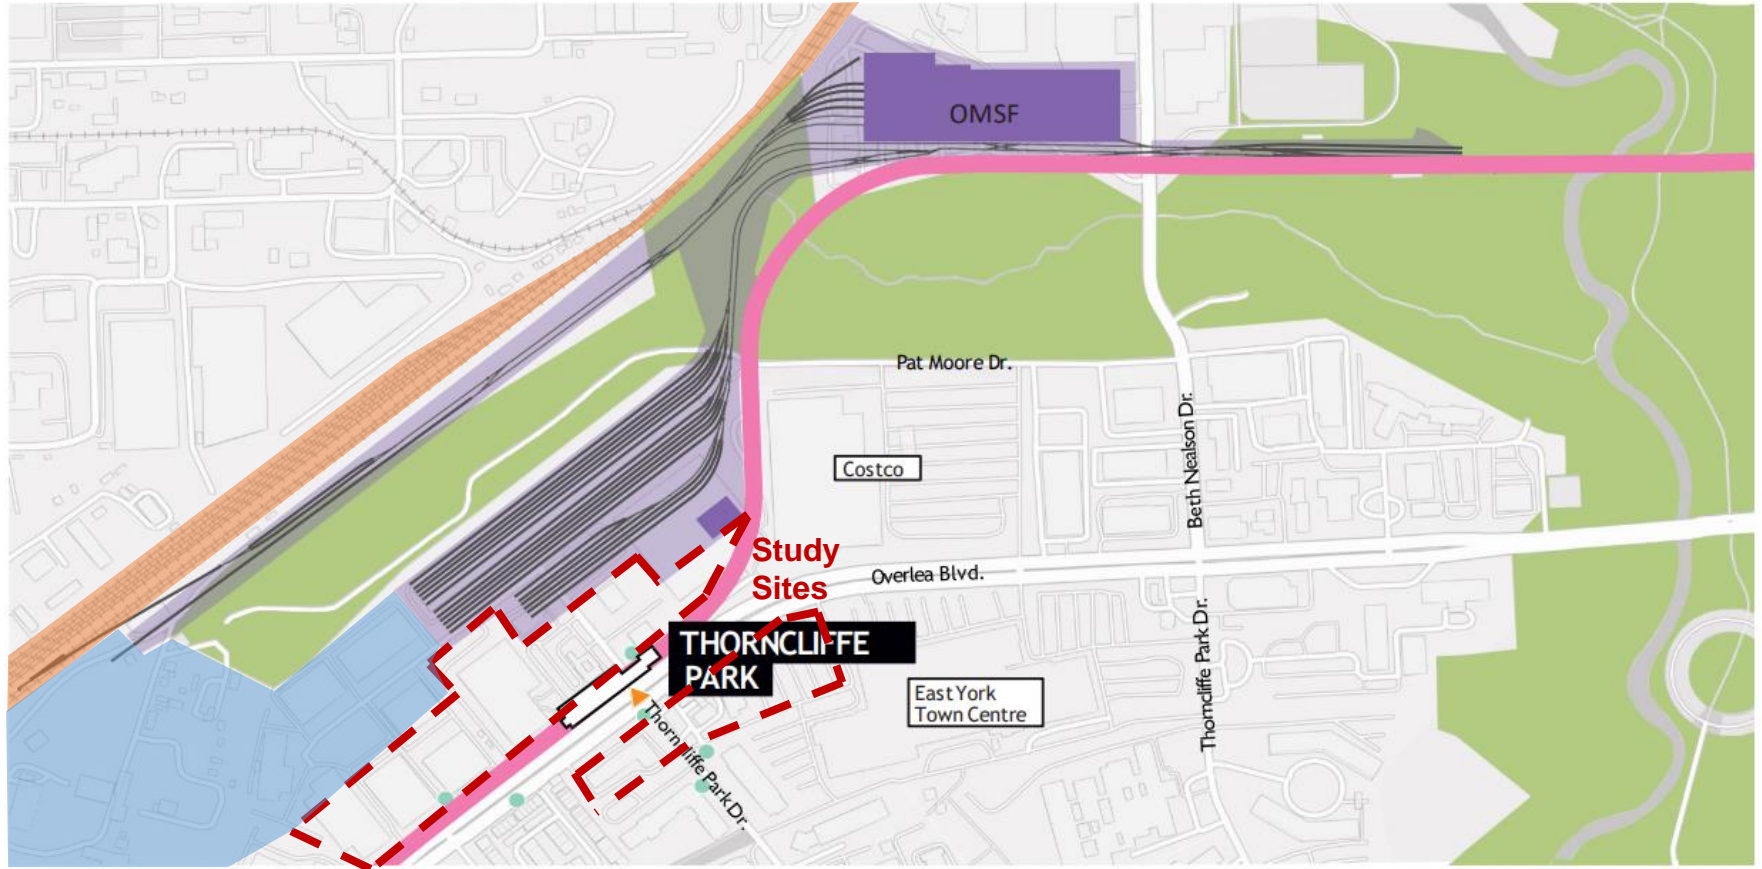 OMSF
Pat Moore Dr.
Beth Nealson Dr.
Costco
Study
Sites
Overlea Blvd.
THORNCLIFFE
PARK
East York
Town Centre
Thorncliffe Park Dr.
Thorncliffe Park Dr.